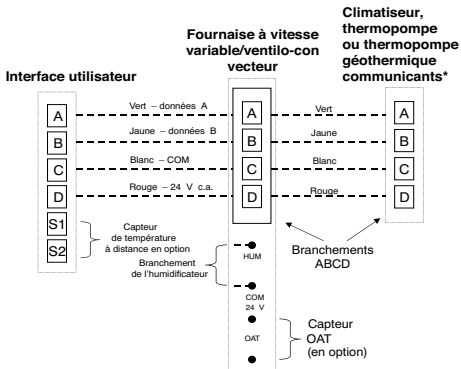 Interface utilisateur
Fournaise à vitesse
variable/ventilo-con
vecteur
Climatiseur,
thermopompe
ou thermopompe
géothermique
communicants*
A
Vert – données A
A
Vert
A
B
Jaune – données B
B
Jaune
B
C
Blanc – COM
C
Blanc
C
D
Rouge – 24 V c.a.
D
Rouge
D
S1
S2
Capteur
de température
à distance en option
Branchement
de l'humidificateur
HUM
COM
24 V
OAT
Branchements
ABCD
Capteur
OAT
(en option)